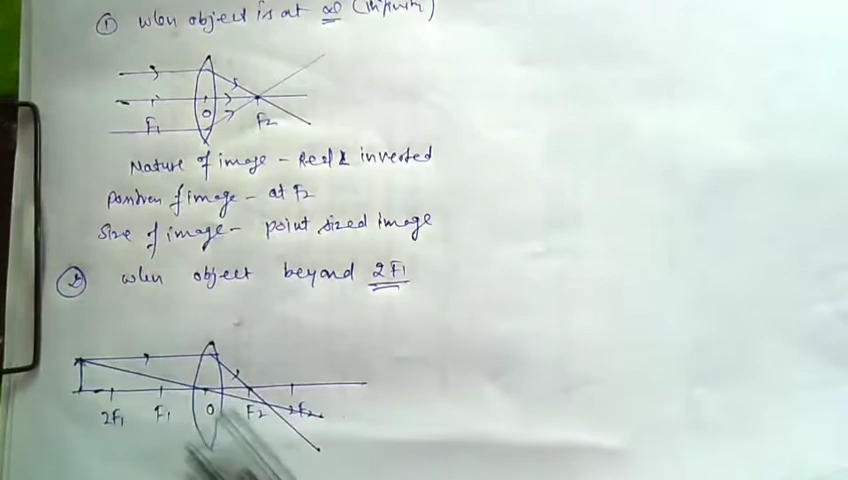 ① when object is at ∞ (infinity)
O
F₁ F₂
Nature of image - Real & inverted
Position of image - at F₂
Size of image - point sized image
② when object beyond 2F₁
2F₁ F₁ O F₂ 2F₂